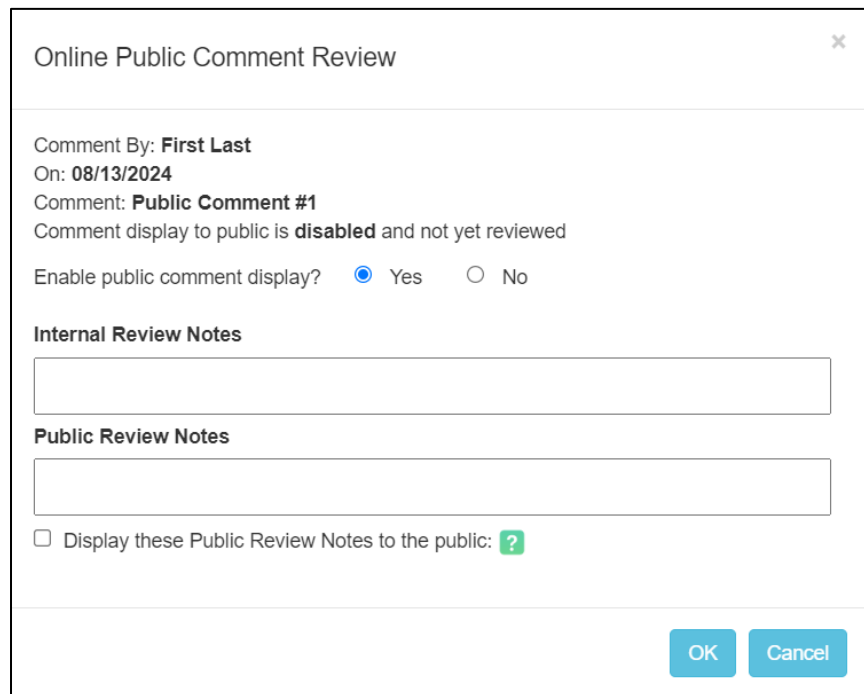 Online Public Comment Review
×
Comment By: First Last
On: 08/13/2024
Comment: Public Comment #1
Comment display to public is disabled and not yet reviewed
Enable public comment display? Yes No
Internal Review Notes
Public Review Notes
Display these Public Review Notes to the public: ?
OK Cancel